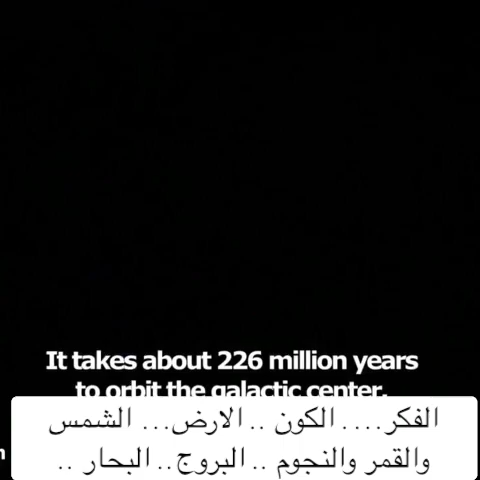 It takes about 226 million years
to orbit the galactic center.
الفكر.... الكون .. الارض... الشمس
والقمر والنجوم .. البروج.. البحار ..